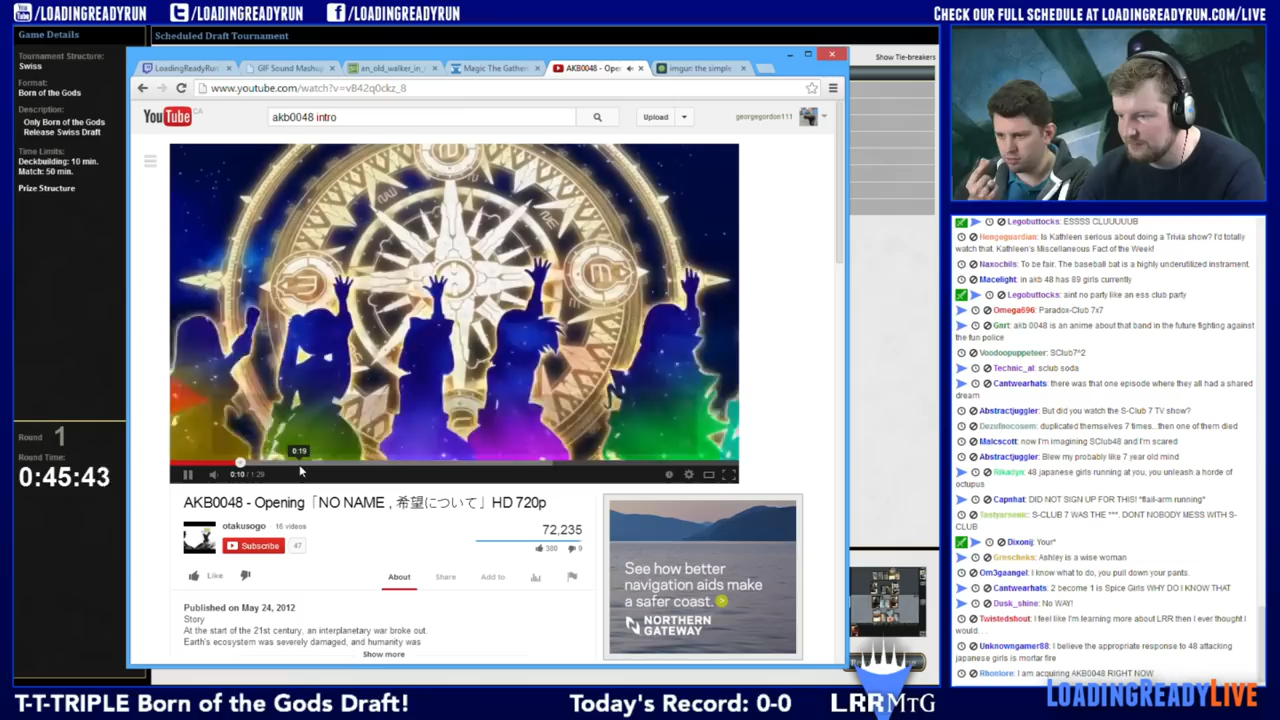 /LOADINGREADYRUN /LOADINGREADYRUN /LOADINGREADYRUN
CHECK OUR FULL SCHEDULE AT LOADINGREADYRUN.COM/LIVE
Game Details
Tournament Structure:
Swiss
Format:
Born of the Gods
Description:
Only Born of the Gods
Release Swiss Draft
Time Limits:
Deckbuilding: 10 min.
Match: 50 min.
Prize Structure
Round 1
Round Time:
0:45:43
Scheduled Draft Tournament
Show Tie-breakers
LoadingReadyRun GIF Sound Mashup an_old_walker_in_ Magic The Gather AKB0048 - Ope imgur: the simple
www.youtube.com/watch?v=vB42q0ckz_8
YouTube CA
akb0048 intro
Upload
georgegordon111
0:19
0:10 / 1:29
AKB0048 - Opening「NO NAME , 希望について」HD 720p
otakusogo 16 videos
Subscribe 47
72,235
380 9
Like
About Share Add to
Published on May 24, 2012
Story
At the start of the 21st century, an interplanetary war broke out.
Earth's ecosystem was severely damaged, and humanity was
Show more
See how better
navigation aids make
a safer coast.
NORTHERN
GATEWAY
Legobuttocks: ESSSS CLUUUUUB
Hengeguardian: Is Kathleen serious about doing a Trivia show? I'd totally
watch that. Kathleen's Miscellaneous Fact of the Week!
Naxochils: To be fair. The baseball bat is a highly underutilized instrament.
Macelight: in akb 48 has 89 girls currently
Legobuttocks: aint no party like an ess club party
Omega696: Paradox-Club 7x7
Gnrt: akb 0048 is an anime about that band in the future fighting against
the fun police
Voodoopuppeteer: SClub7^2
Technic_al: sclub soda
Cantwearhats: there was that one episode where they all had a shared
dream
Abstractjuggler: But did you watch the S-Club 7 TV show?
Dezufnocosem: duplicated themselves 7 times...then one of them died
Malcscott: now I'm imagining SClub48 and I'm scared
Abstractjuggler: Blew my probably like 7 year old mind
Rikadyn: 48 japanese girls running at you, you unleash a horde of
octupus
Capnhat: DID NOT SIGN UP FOR THIS! *flail-arm running*
Tastyarsenic: S-CLUB 7 WAS THE ***. DONT NOBODY MESS WITH S-
CLUB
Dixonij: Your*
Grescheks: Ashley is a wise woman
Om3gaangel: I know what to do, you pull down your pants.
Cantwearhats: 2 become 1 is Spice Girls WHY DO I KNOW THAT
Dusk_shine: No WAY!
Twistedshout: I feel like I'm learning more about LRR then I ever thought I
would. . .
Unknowngamer88: I believe the appropriate response to 48 attacking
japanese girls is mortar fire
Rhonlore: I am acquiring AKB0048 RIGHT NOW
LOADINGREADYLIVE
T-T-TRIPLE Born of the Gods Draft!
Today's Record: 0-0
LRRMTG